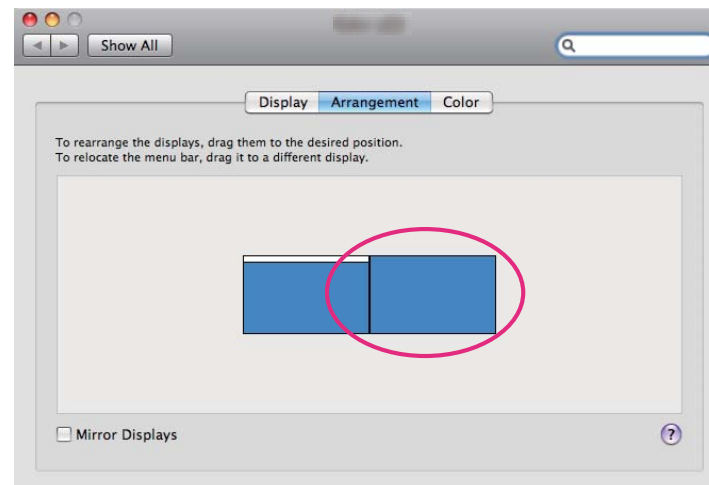 Show All
Display Arrangement Color
To rearrange the displays, drag them to the desired position.
To relocate the menu bar, drag it to a different display.
Mirror Displays
?